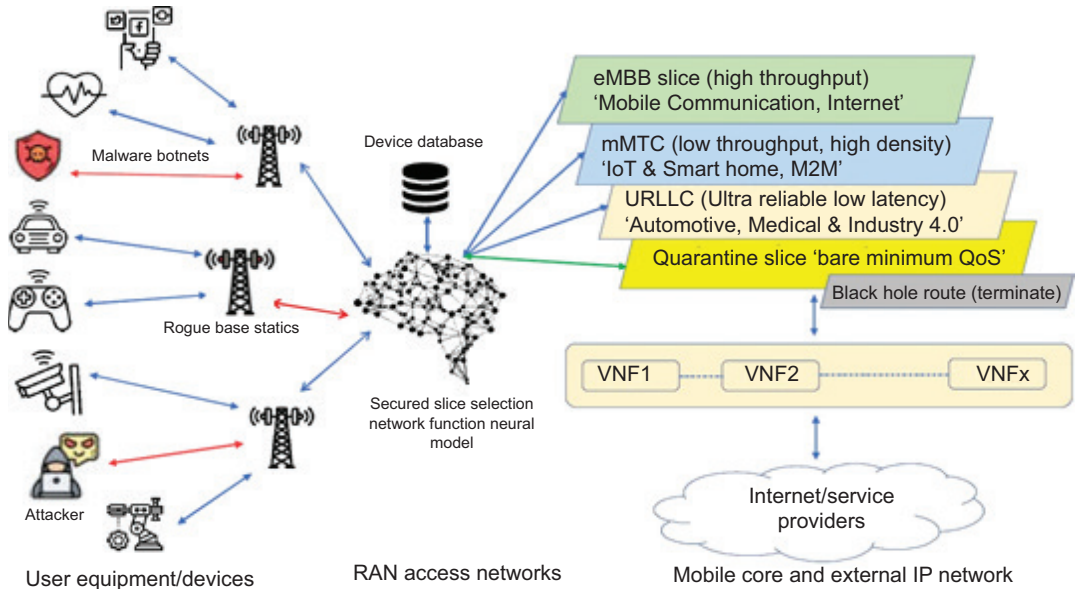 Malware botnets
Rogue base statics
Attacker
User equipment/devices
Device database
Secured slice selection
network function neural
model
RAN access networks
eMBB slice (high throughput)
‘Mobile Communication, Internet’
mMTC (low throughput, high density)
‘IoT & Smart home, M2M’
URLLC (Ultra reliable low latency)
‘Automotive, Medical & Industry 4.0’
Quarantine slice ‘bare minimum QoS’
Black hole route (terminate)
VNF1
VNF2
VNFx
Internet/service
providers
Mobile core and external IP network